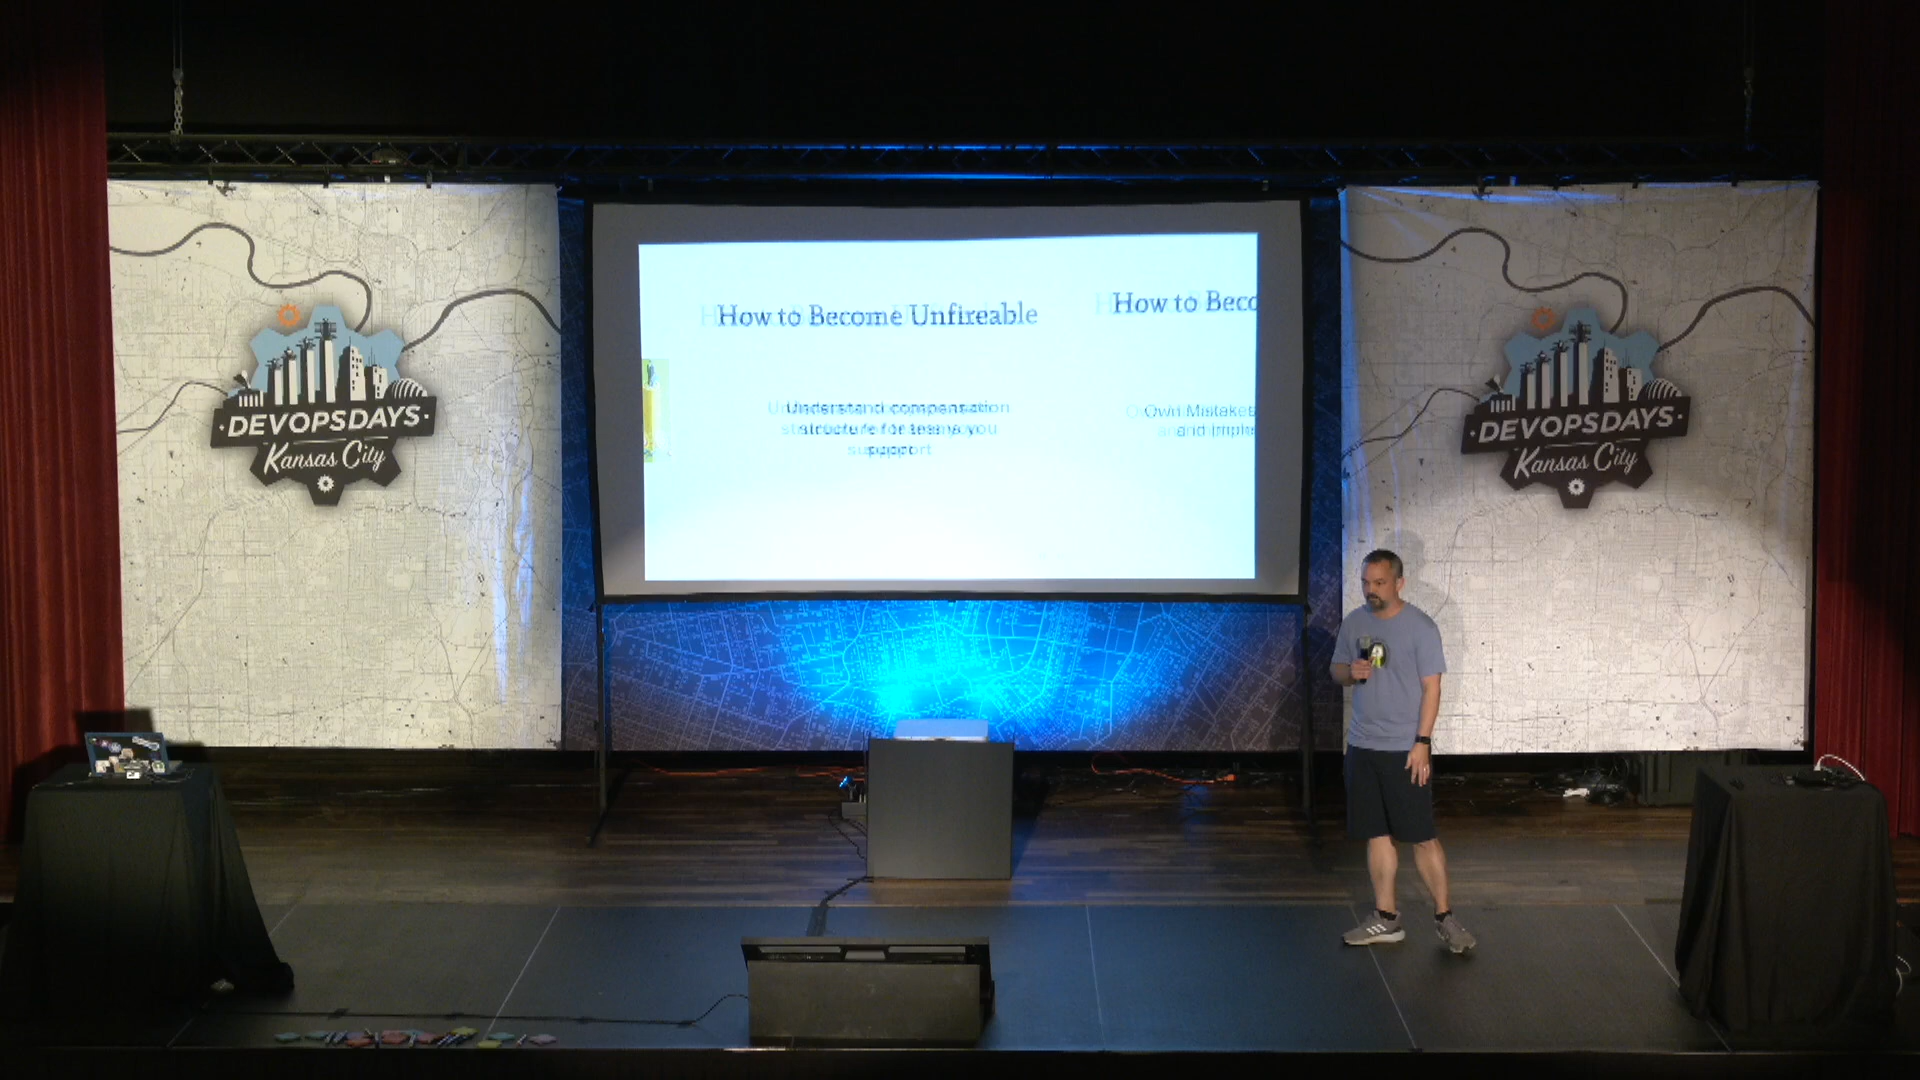 DEVOPSDAYS
Kansas City
How to Become Unfireable
Understand compensation
structure for teams you
support
How to Beco
Own Mistakes
and imple
DEVOPSDAYS
Kansas City